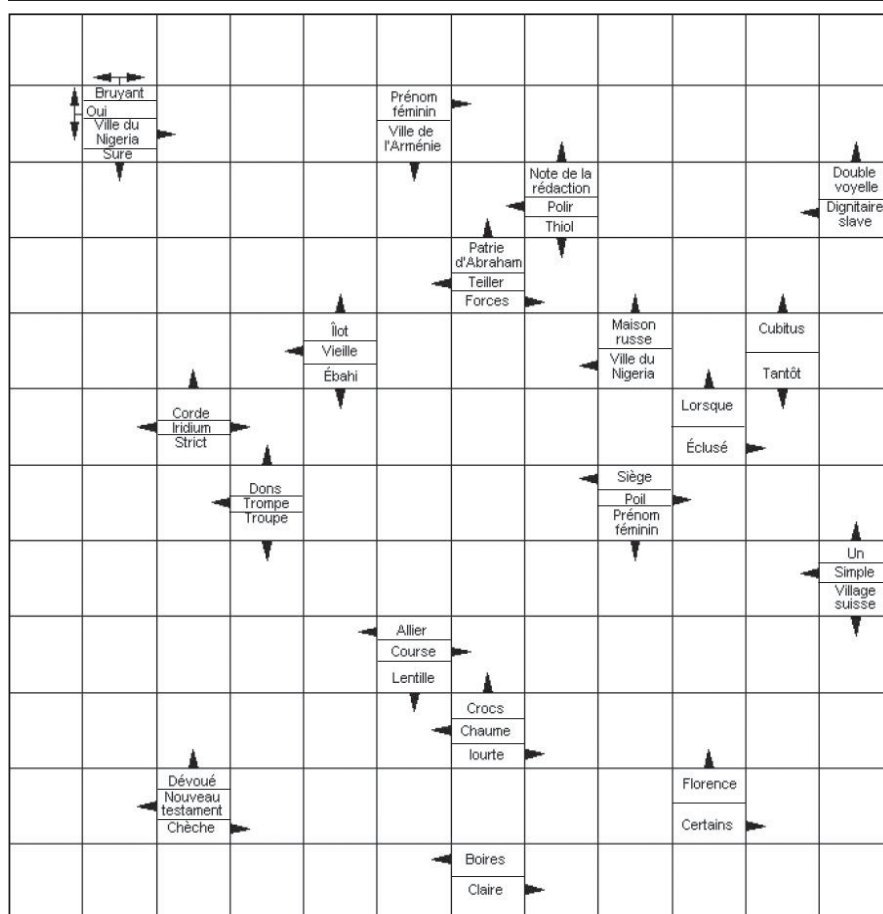 Bruyant
Oui
Ville du
Nigeria
Sure
Prénom
féminin
Ville de
l'Arménie
Note de la
rédaction
Polir
Thiol
Double
voyelle
Dignitaire
slave
Patrie
d'Abraham
Teiller
Forces
Îlot
Vieille
Ébahi
Maison
russe
Ville du
Nigeria
Cubitus
Tantôt
Corde
Iridium
Strict
Lorsque
Éclusé
Dons
Trompe
Troupe
Siège
Poil
Prénom
féminin
Un
Simple
Village
suisse
Allier
Course
Lentille
Crocs
Chaume
Iourte
Dévoué
Nouveau
testament
Chèche
Florence
Certains
Boires
Claire